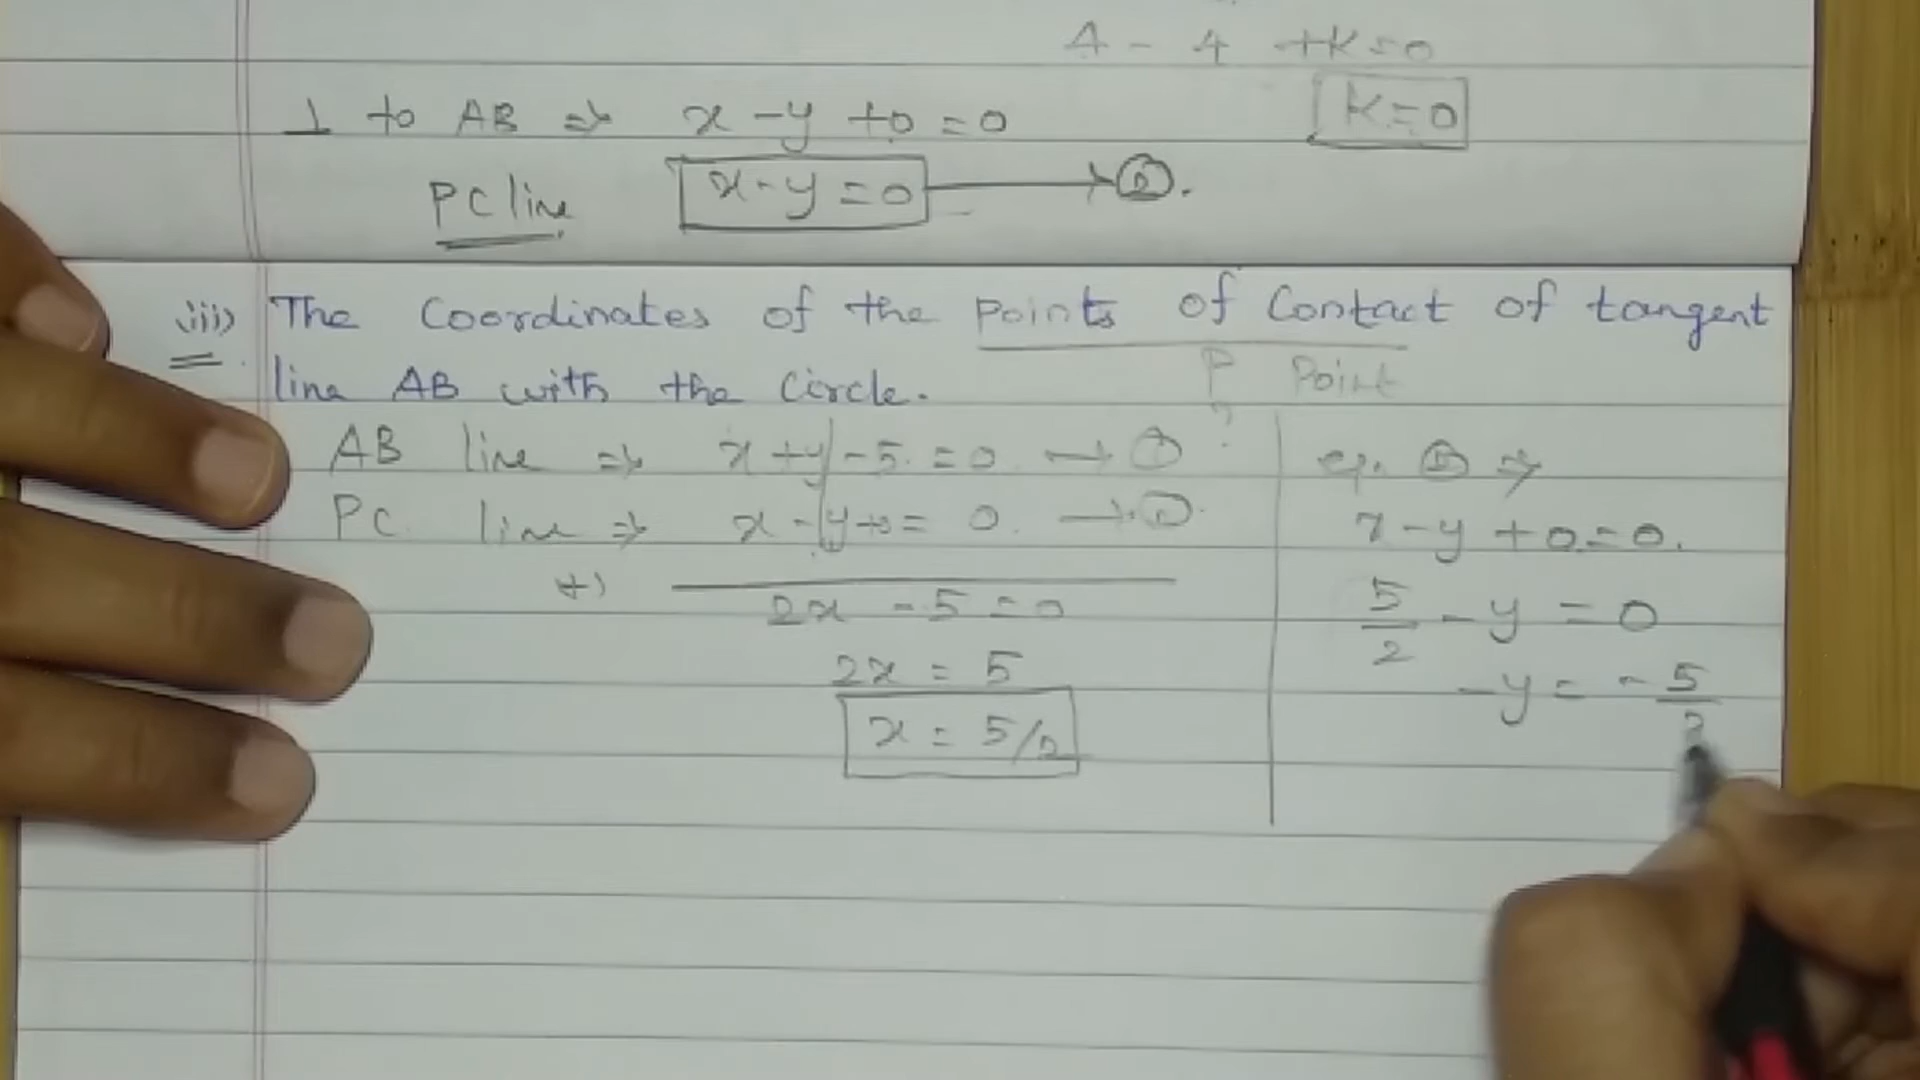 4 - 4 +K=0
K=0
⊥ to AB ⇒ x - y + 0 = 0
PC line x - y = 0 → ②.
iii) The Coordinates of the Points of Contact of tangent
line AB with the Circle.
P Point
?
AB line ⇒ x + y - 5 = 0 → ①
PC line ⇒ x - y + 0 = 0. → ②.
+)
2x - 5 = 0
2x = 5
x = 5/2
eq. ② ⇒
x - y + 0 = 0.
5/2 - y = 0
-y = - 5/2